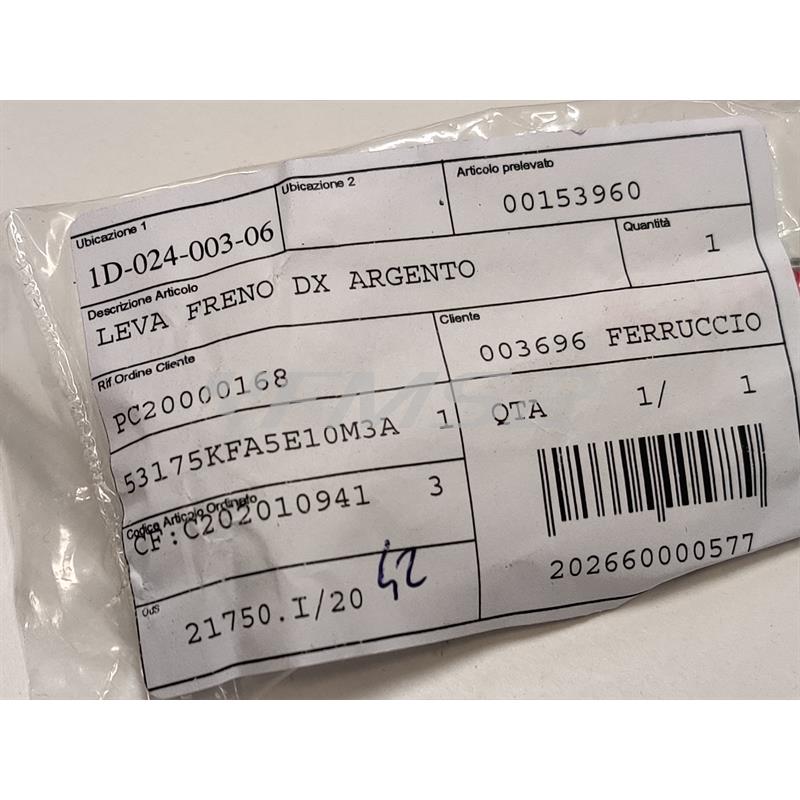 Ubicazione 1
1D-024-003-06
Ubicazione 2
Articolo prelevato
00153960
Descrizione Articolo
LEVA FRENO DX ARGENTO
Quantità
1
Rif Ordine Cliente
PC20000168
Cliente
003696 FERRUCCIO
53175KFA5E10M3A 1
QTA 1/ 1
Codice Articolo Ordinato
CF:C202010941 3
UdS
21750.I/20
42
202660000577